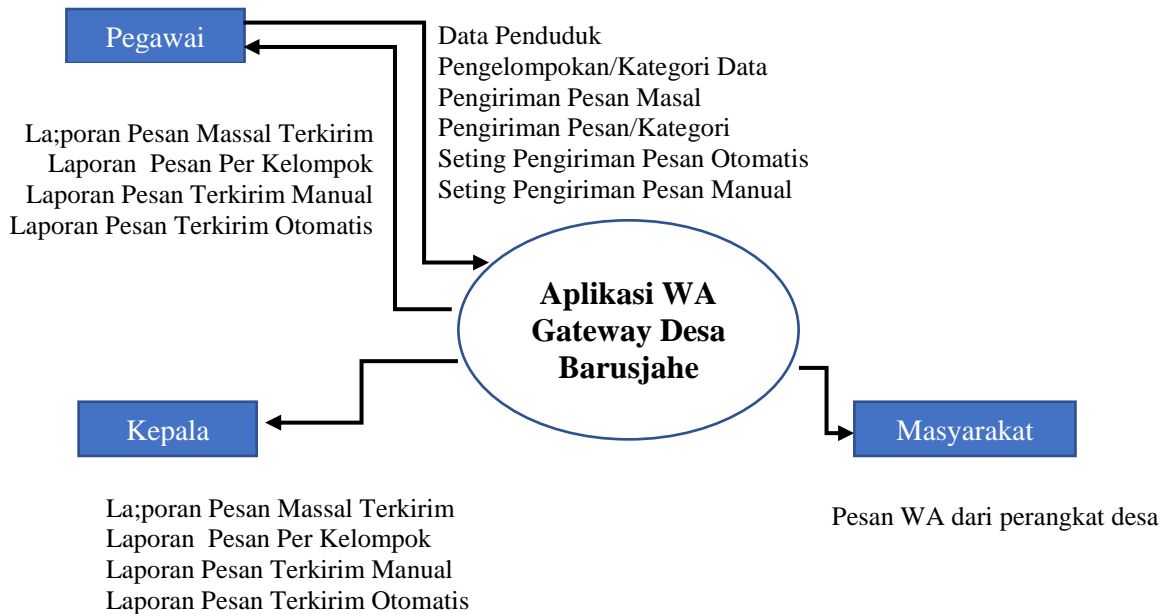 Pegawai
Data Penduduk
Pengelompokan/Kategori Data
Pengiriman Pesan Masal
Pengiriman Pesan/Kategori
Seting Pengiriman Pesan Otomatis
Seting Pengiriman Pesan Manual
La;poran Pesan Massal Terkirim
Laporan  Pesan Per Kelompok
Laporan Pesan Terkirim Manual
Laporan Pesan Terkirim Otomatis
Aplikasi WA
Gateway Desa
Barusjahe
Kepala
Masyarakat
La;poran Pesan Massal Terkirim
Laporan  Pesan Per Kelompok
Laporan Pesan Terkirim Manual
Laporan Pesan Terkirim Otomatis
Pesan WA dari perangkat desa